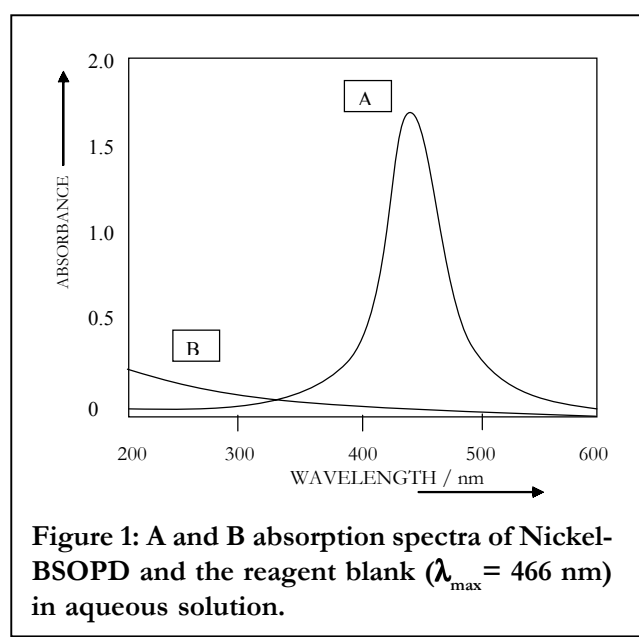 2.0
A
1.5
ABSORBANCE
1.0
0.5
B
0
200 300 400 500 600
WAVELENGTH / nm
Figure 1: A and B absorption spectra of Nickel-
BSOPD and the reagent blank (λmax= 466 nm)
in aqueous solution.